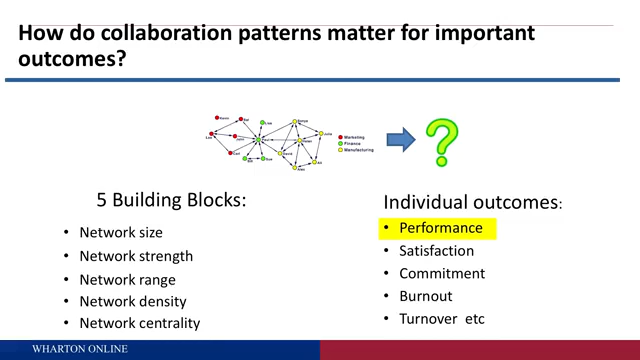 How do collaboration patterns matter for important
outcomes?
Marketing
Finance
Manufacturing
5 Building Blocks:
• Network size
• Network strength
• Network range
• Network density
• Network centrality
Individual outcomes:
• Performance
• Satisfaction
• Commitment
• Burnout
• Turnover etc
WHARTON ONLINE